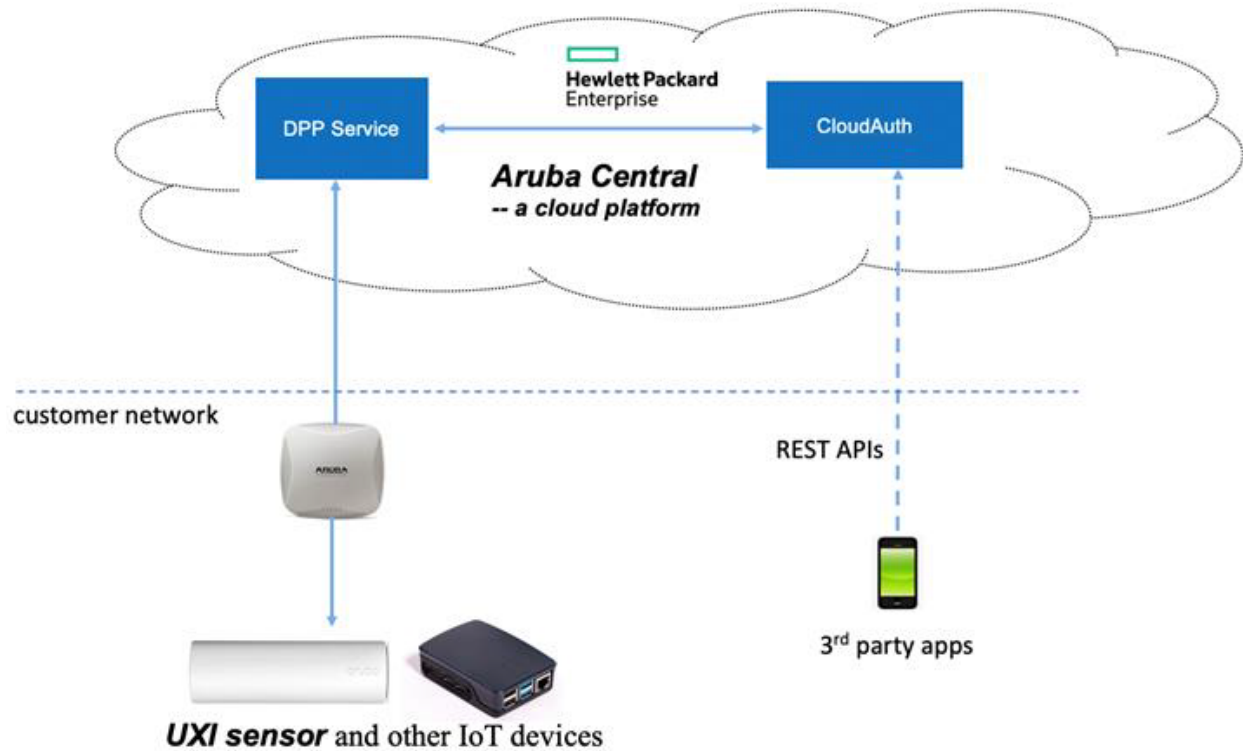 Hewlett Packard
Enterprise
DPP Service
CloudAuth
Aruba Central
-- a cloud platform
customer network
REST APIs
aruba
3rd party apps
UXI sensor and other IoT devices